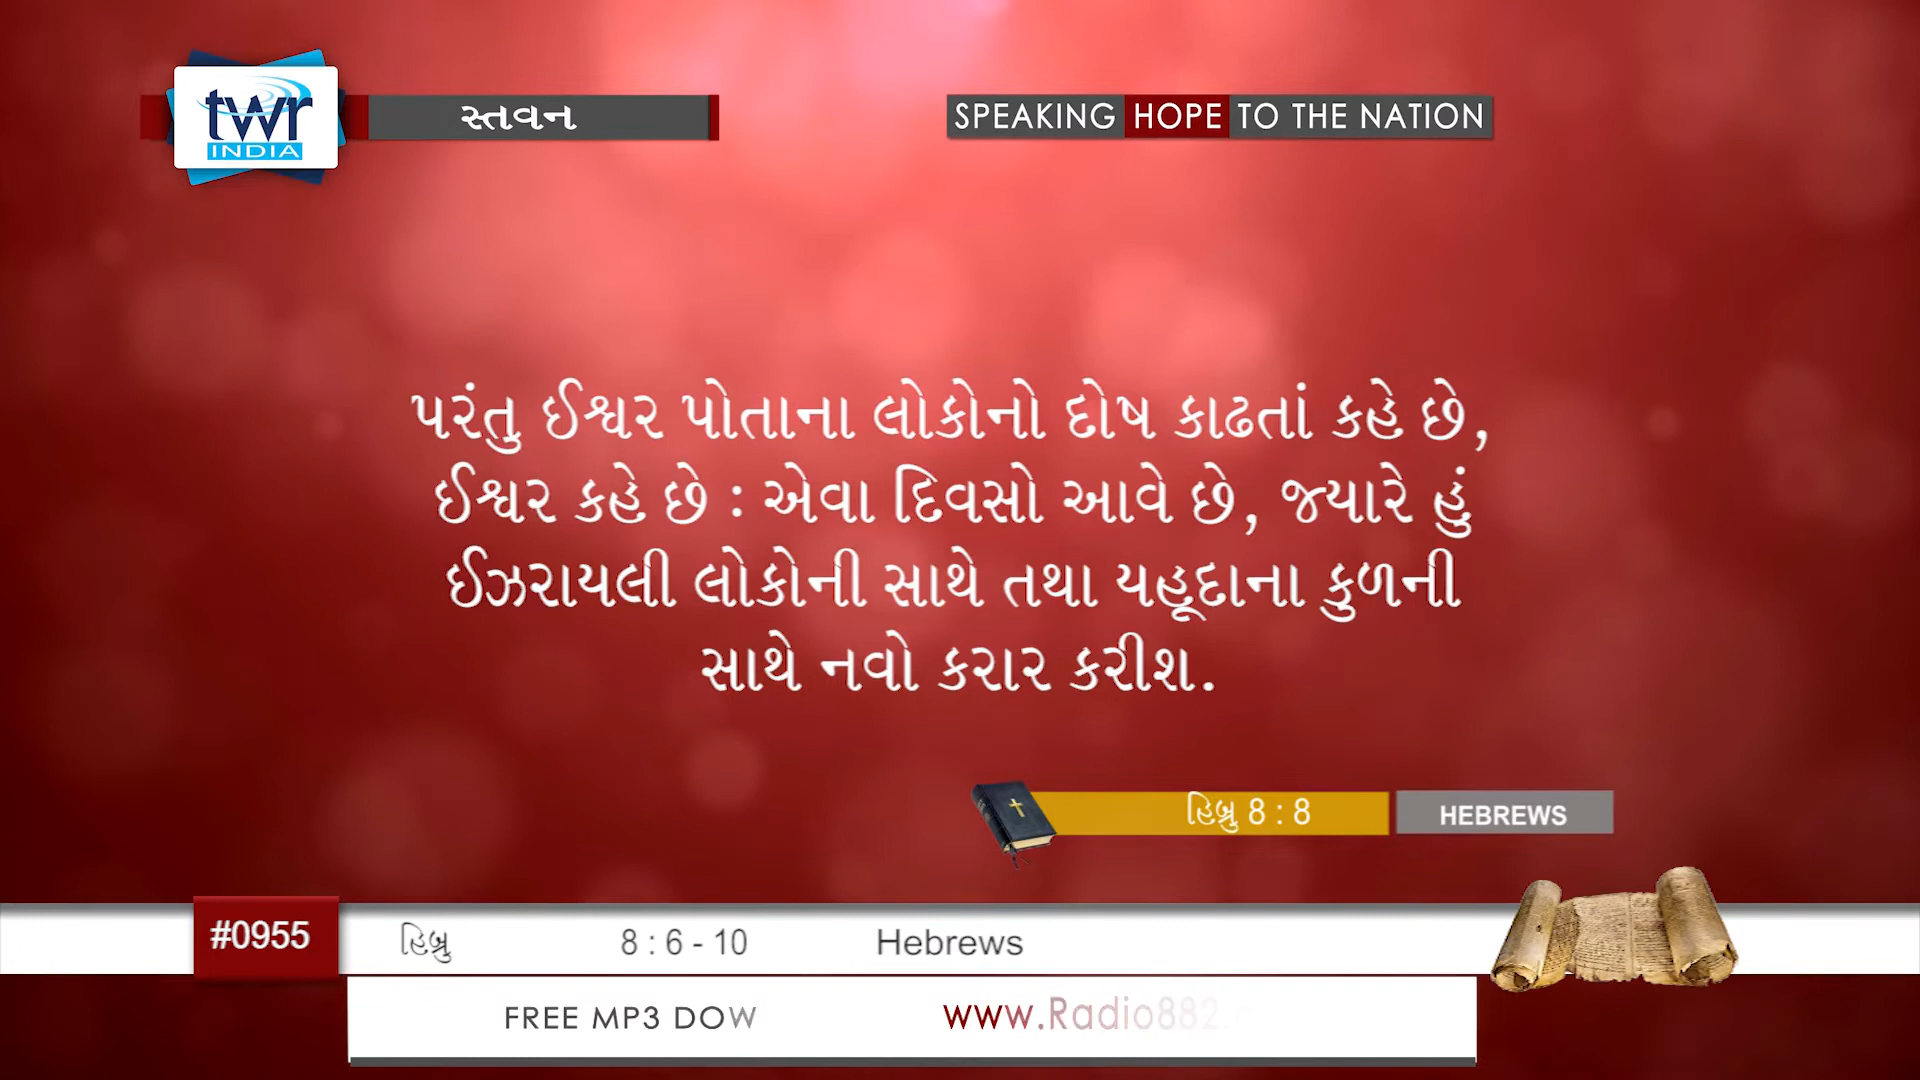 twr
INDIA
સ્તવન
SPEAKING HOPE TO THE NATION
પરંતુ ઈશ્વર પોતાના લોકોનો દોષ કાઢતાં કહે છે,
ઈશ્વર કહે છે : એવા દિવસો આવે છે, જ્યારે હું
ઈઝરાયલી લોકોની સાથે તથા યહૂદાના કુળની
સાથે નવો કરાર કરીશ.
હિબ્રુ 8 : 8 HEBREWS
#0955 હિબ્રુ 8 : 6 - 10 Hebrews
FREE MP3 DOW www.Radio882.